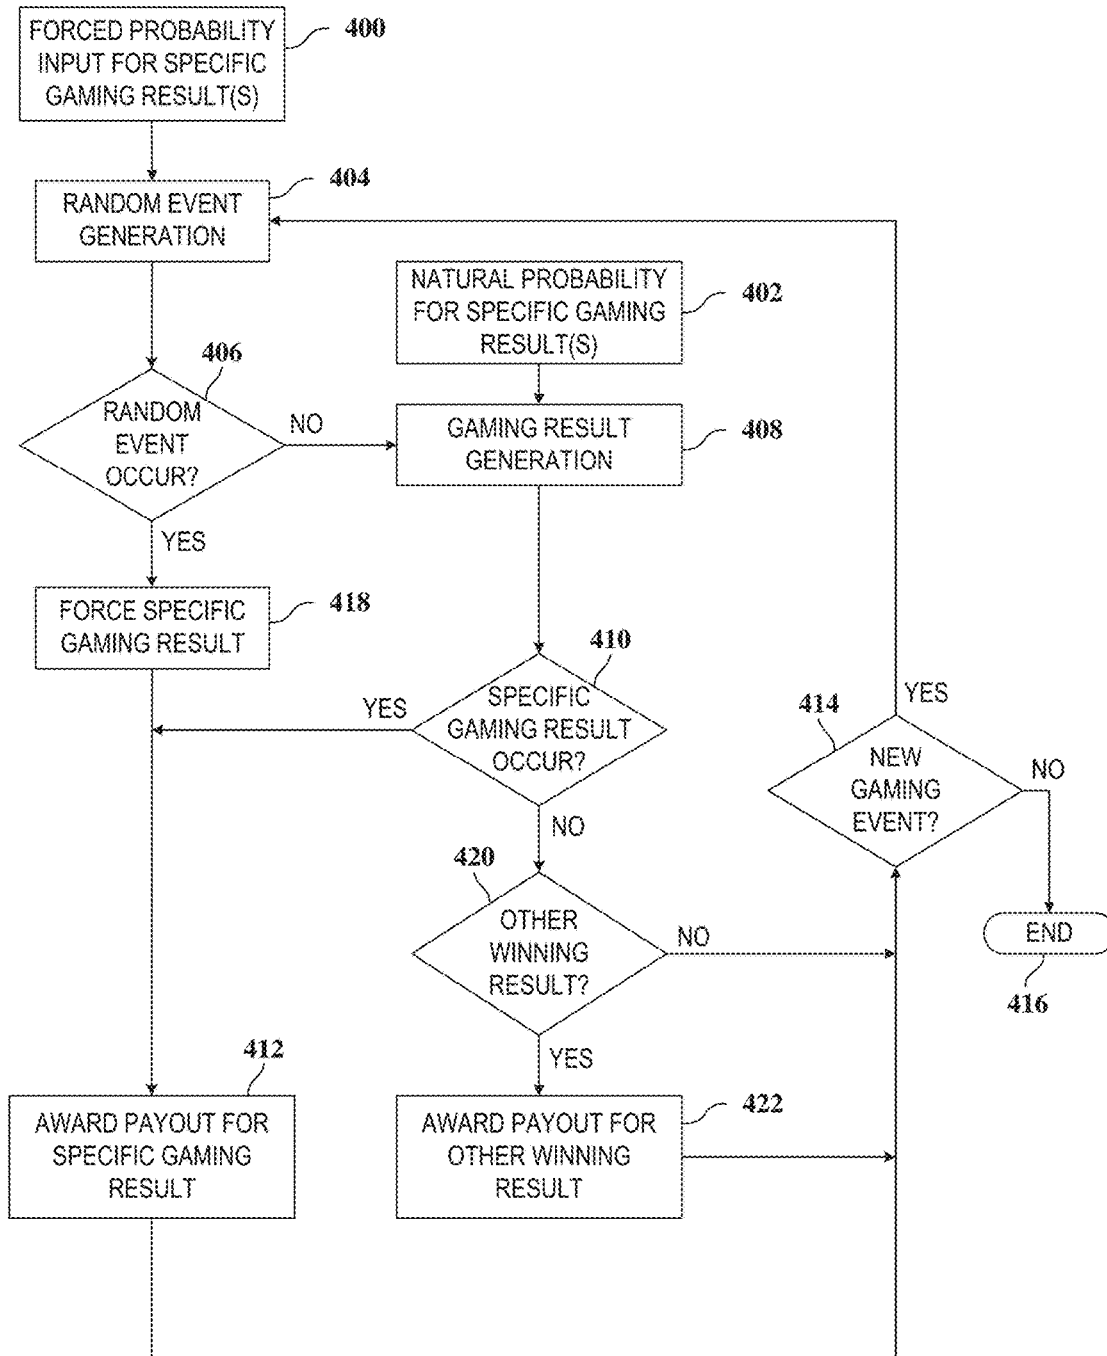 FORCED PROBABILITY
INPUT FOR SPECIFIC
GAMING RESULT(S)
400
RANDOM EVENT
GENERATION
404
NATURAL PROBABILITY
FOR SPECIFIC GAMING
RESULT(S)
402
406
RANDOM
EVENT
OCCUR?
NO
YES
GAMING RESULT
GENERATION
408
FORCE SPECIFIC
GAMING RESULT
418
410
SPECIFIC
GAMING RESULT
OCCUR?
YES
NO
414
NEW
GAMING
EVENT?
YES
NO
420
OTHER
WINNING
RESULT?
NO
YES
END
416
412
AWARD PAYOUT FOR
SPECIFIC GAMING
RESULT
AWARD PAYOUT FOR
OTHER WINNING
RESULT
422